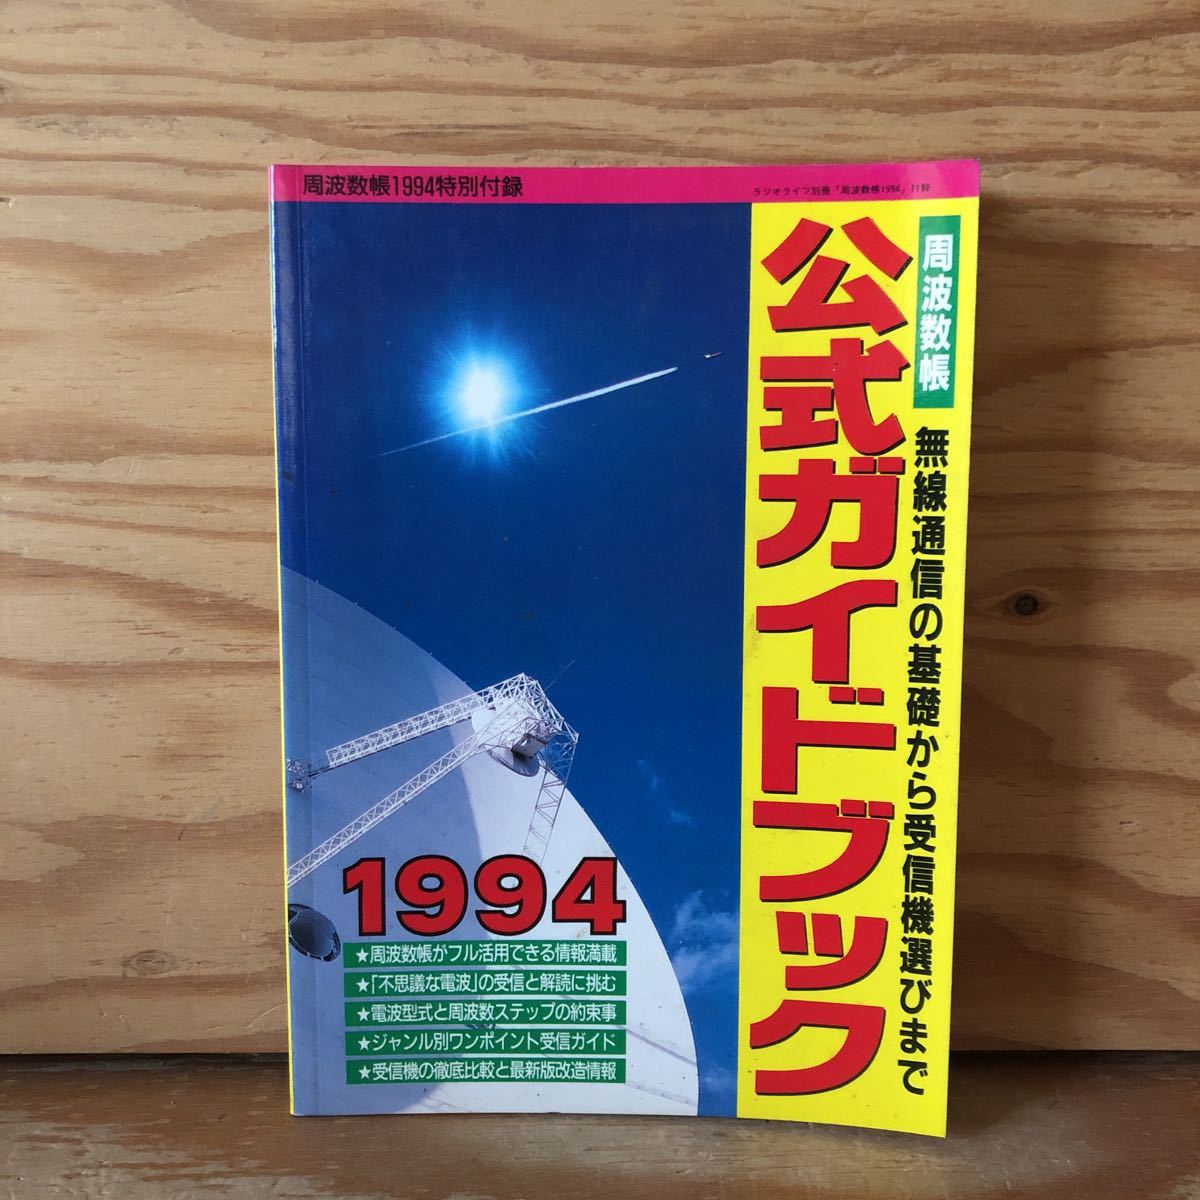 周波数帳1994特別付録
ラジオライフ別冊「周波数帳1994」付録
周波数帳
無線通信の基礎から受信機選びまで
公式ガイドブック
1994
★周波数帳がフル活用できる情報満載
★「不思議な電波」の受信と解読に挑む
★電波型式と周波数ステップの約束事
★ジャンル別ワンポイント受信ガイド
★受信機の徹底比較と最新版改造情報